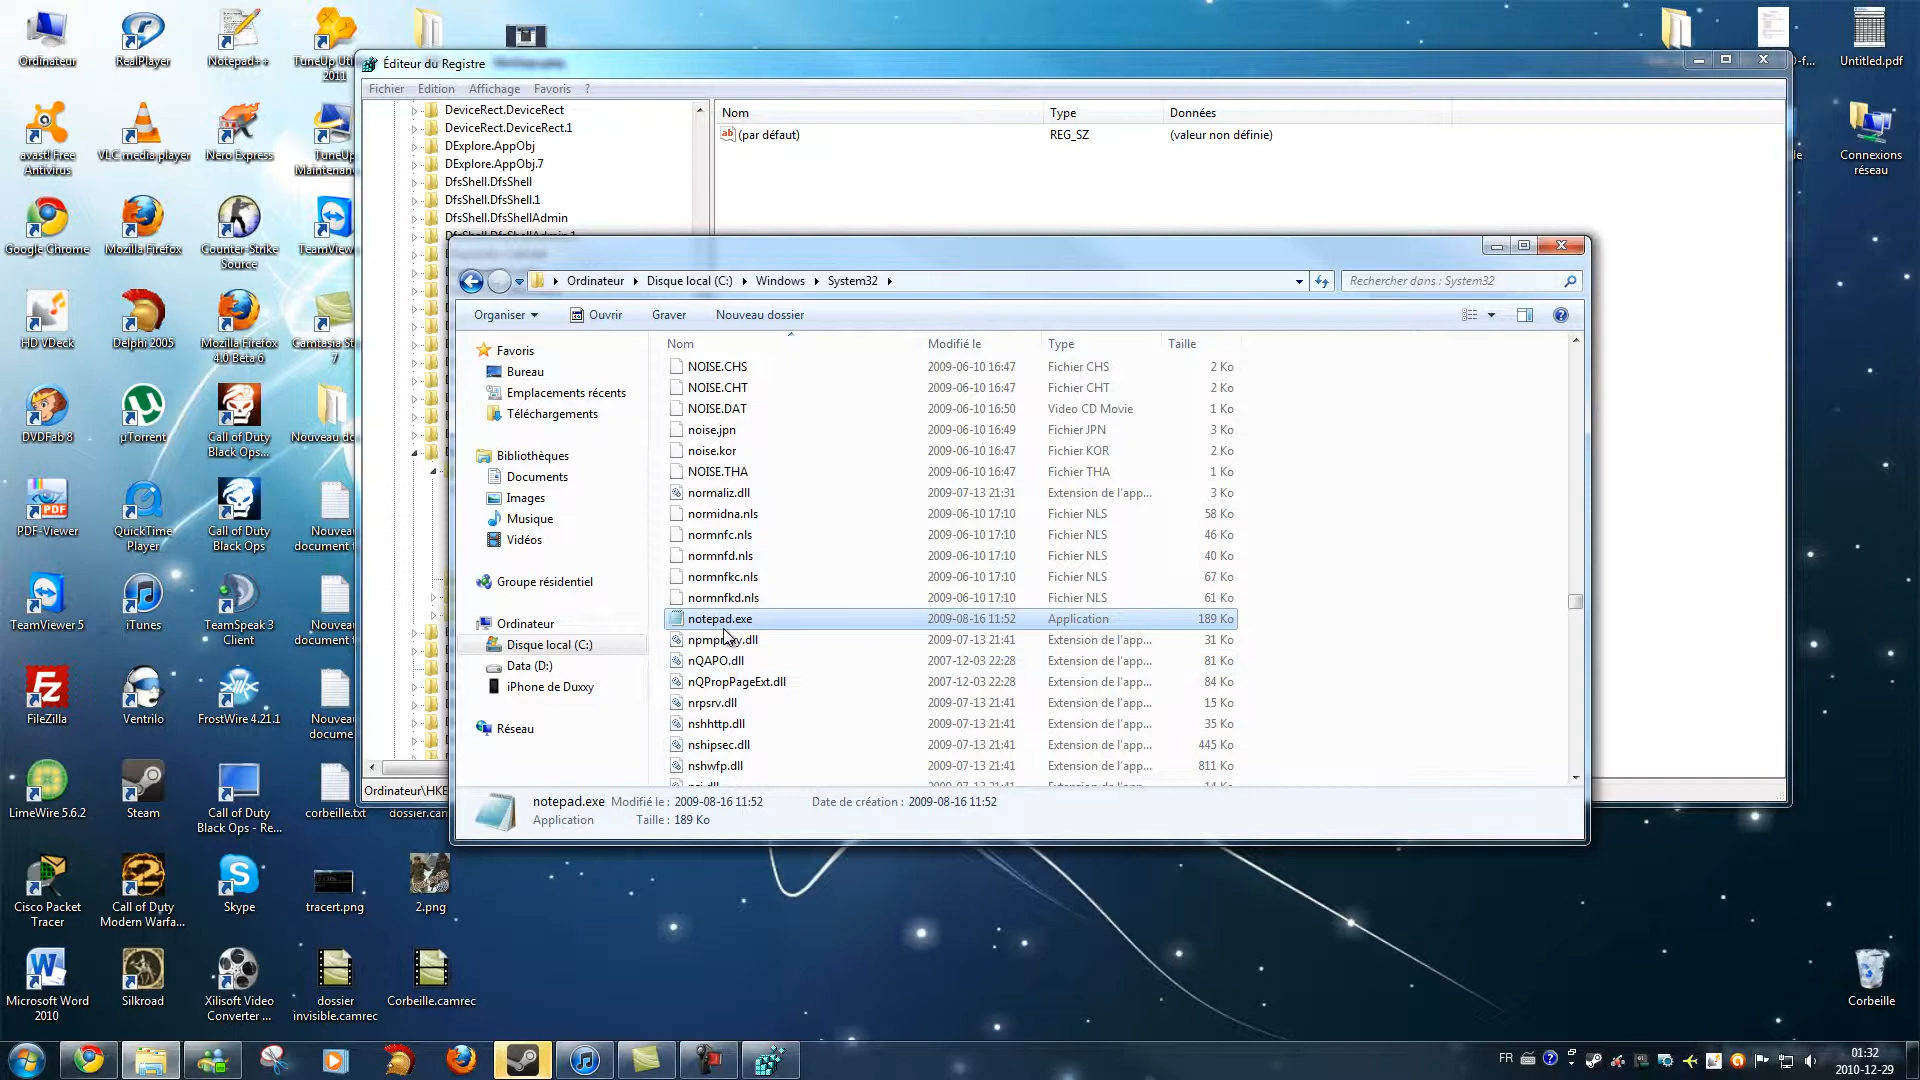 Ordinateur
RealPlayer
Notepad++
TuneUp Uti...
2011
Untitled.pdf
avast! Free
Antivirus
VLC media player
Nero Express
TuneUp
Maintenan...
Connexions
réseau
Google Chrome
Mozilla Firefox
Counter-Strike
Source
TeamView
HD VDeck
Delphi 2005
Mozilla Firefox
4.0 Beta 6
Camtasia St
7
DVDFab 8
µTorrent
Call of Duty
Black Ops...
Nouveau do
PDF-Viewer
QuickTime
Player
Call of Duty
Black Ops
Nouveau
document t
TeamViewer 5
iTunes
TeamSpeak 3
Client
Nouveau
document
FileZilla
Ventrilo
FrostWire 4.21.1
Nouveau
docume
LimeWire 5.6.2
Steam
Call of Duty
Black Ops - Re...
corbeille.txt
dossier.cam
Cisco Packet
Tracer
Call of Duty
Modern Warfa...
Skype
tracert.png
2.png
Microsoft Word
2010
Silkroad
Xilisoft Video
Converter ...
dossier
invisible.camrec
Corbeille.camrec
Corbeille
Éditeur du Registre
Fichier Edition Affichage Favoris ?
DeviceRect.DeviceRect
DeviceRect.DeviceRect.1
DExplore.AppObj
DExplore.AppObj.7
DfsShell.DfsShell
DfsShell.DfsShell.1
DfsShell.DfsShellAdmin
DfsShell.DfsShellAdmin.1
Nom Type Données
(par défaut) REG_SZ (valeur non définie)
Ordinateur\HKE
Ordinateur Disque local (C:) Windows System32
Rechercher dans : System32
Organiser Ouvrir Graver Nouveau dossier
Favoris
Bureau
Emplacements récents
Téléchargements
Bibliothèques
Documents
Images
Musique
Vidéos
Groupe résidentiel
Ordinateur
Disque local (C:)
Data (D:)
iPhone de Duxxy
Réseau
Nom Modifié le Type Taille
NOISE.CHS 2009-06-10 16:47 Fichier CHS 2 Ko
NOISE.CHT 2009-06-10 16:47 Fichier CHT 2 Ko
NOISE.DAT 2009-06-10 16:50 Video CD Movie 1 Ko
noise.jpn 2009-06-10 16:49 Fichier JPN 3 Ko
noise.kor 2009-06-10 16:47 Fichier KOR 2 Ko
NOISE.THA 2009-06-10 16:47 Fichier THA 1 Ko
normaliz.dll 2009-07-13 21:31 Extension de l'app... 3 Ko
normidna.nls 2009-06-10 17:10 Fichier NLS 58 Ko
normnfc.nls 2009-06-10 17:10 Fichier NLS 46 Ko
normnfd.nls 2009-06-10 17:10 Fichier NLS 40 Ko
normnfkc.nls 2009-06-10 17:10 Fichier NLS 67 Ko
normnfkd.nls 2009-06-10 17:10 Fichier NLS 61 Ko
notepad.exe 2009-08-16 11:52 Application 189 Ko
npmproxy.dll 2009-07-13 21:41 Extension de l'app... 31 Ko
nQAPO.dll 2007-12-03 22:28 Extension de l'app... 81 Ko
nQPropPageExt.dll 2007-12-03 22:28 Extension de l'app... 84 Ko
nrpsrv.dll 2009-07-13 21:41 Extension de l'app... 15 Ko
nshhttp.dll 2009-07-13 21:41 Extension de l'app... 35 Ko
nshipsec.dll 2009-07-13 21:41 Extension de l'app... 445 Ko
nshwfp.dll 2009-07-13 21:41 Extension de l'app... 811 Ko
notepad.exe Modifié le : 2009-08-16 11:52 Date de création : 2009-08-16 11:52
Application Taille : 189 Ko
FR
01:32
2010-12-29